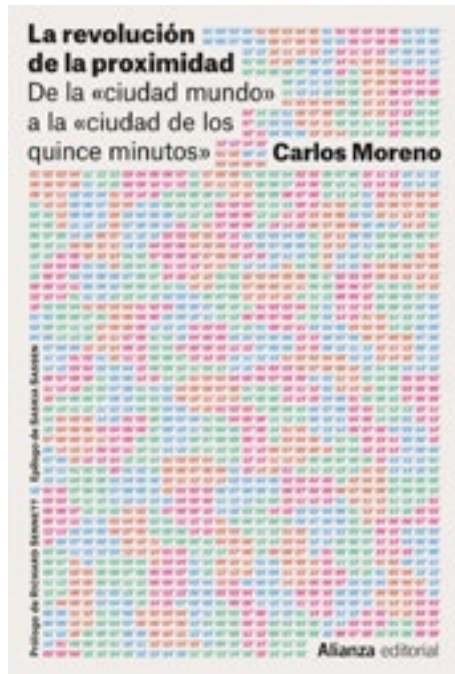 La revolución
de la proximidad
De la «ciudad mundo»
a la «ciudad de los
quince minutos»
Carlos Moreno
Prólogo de Richard Sennett
Epílogo de Saskia Sassen
Alianza editorial